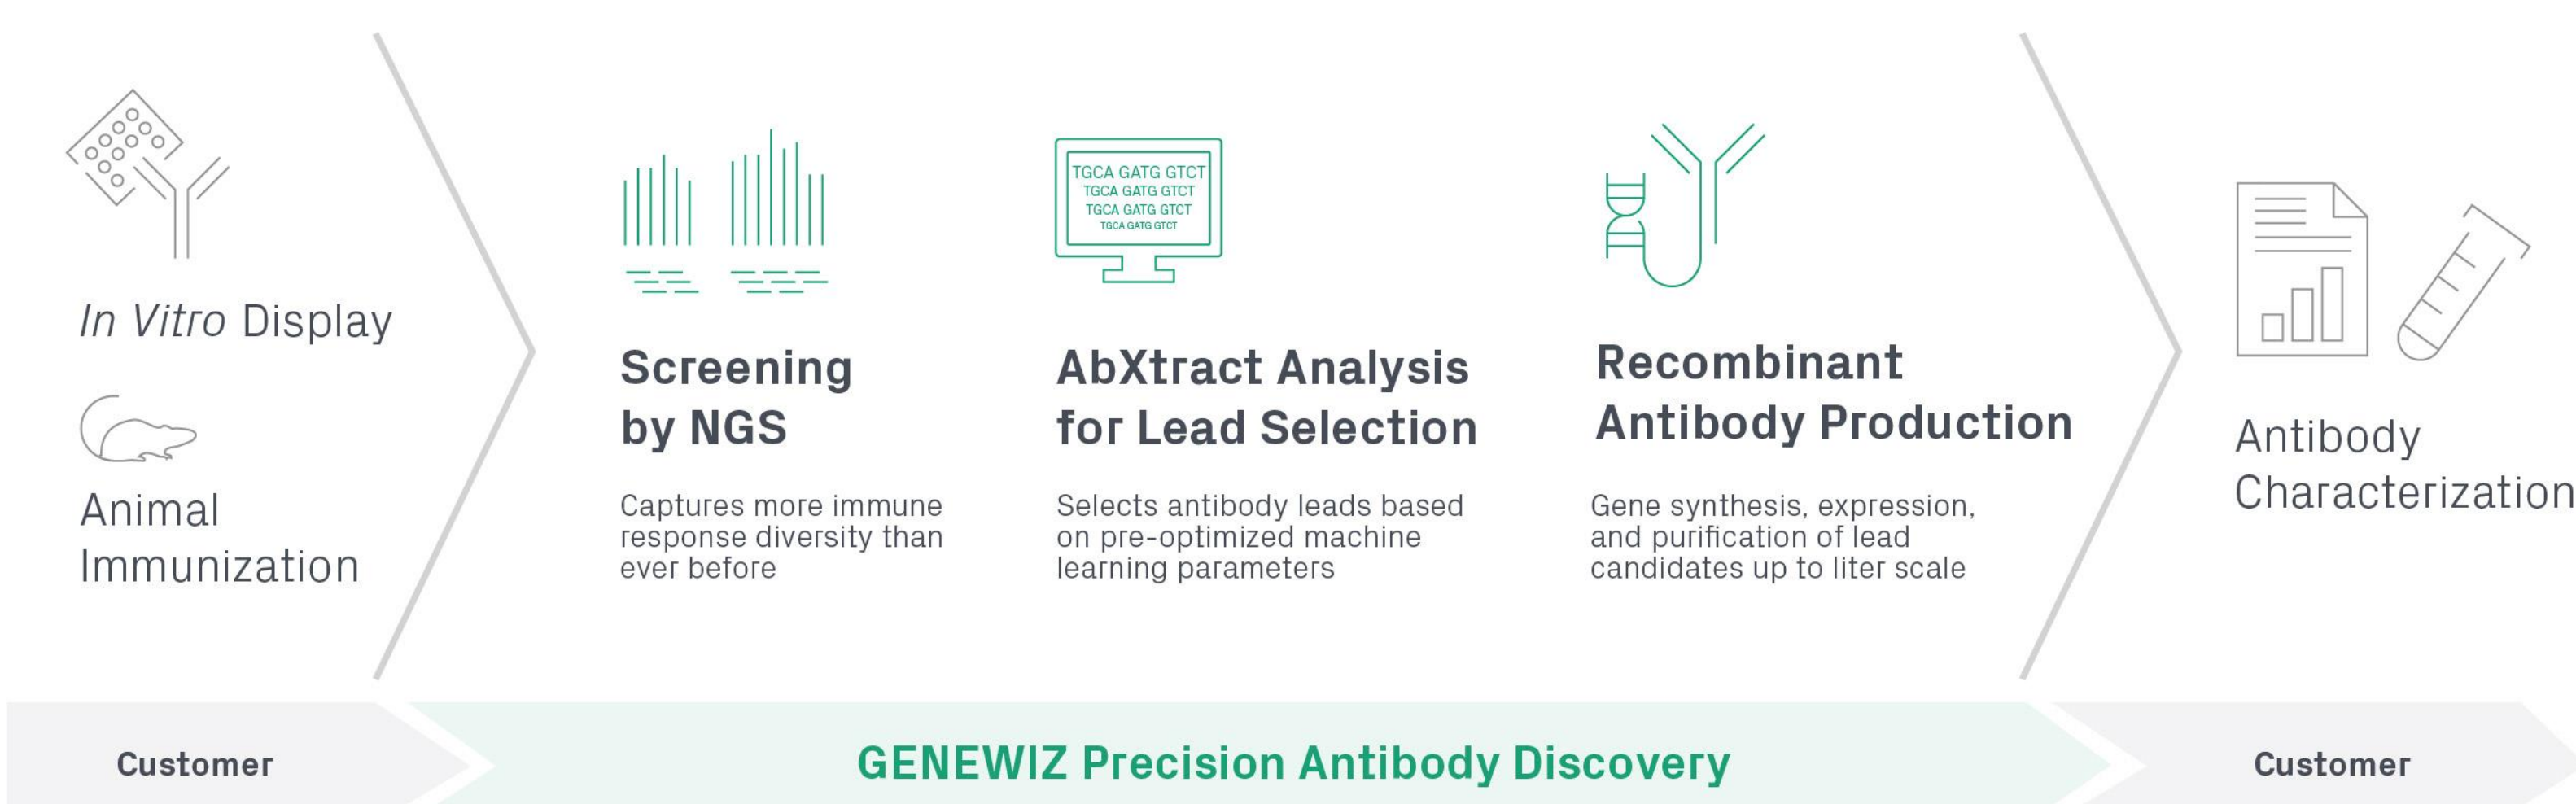 In Vitro Display
Animal
Immunization
TGCA GATG GTCT
TGCA GATG GTCT
TGCA GATG GTCT
TGCA GATG GTCT
Screening
by NGS
Captures more immune
response diversity than
ever before
AbXtract Analysis
for Lead Selection
Selects antibody leads based
on pre-optimized machine
learning parameters
Recombinant
Antibody Production
Gene synthesis, expression,
and purification of lead
candidates up to liter scale
Antibody
Characterization
Customer
GENEWIZ Precision Antibody Discovery
Customer